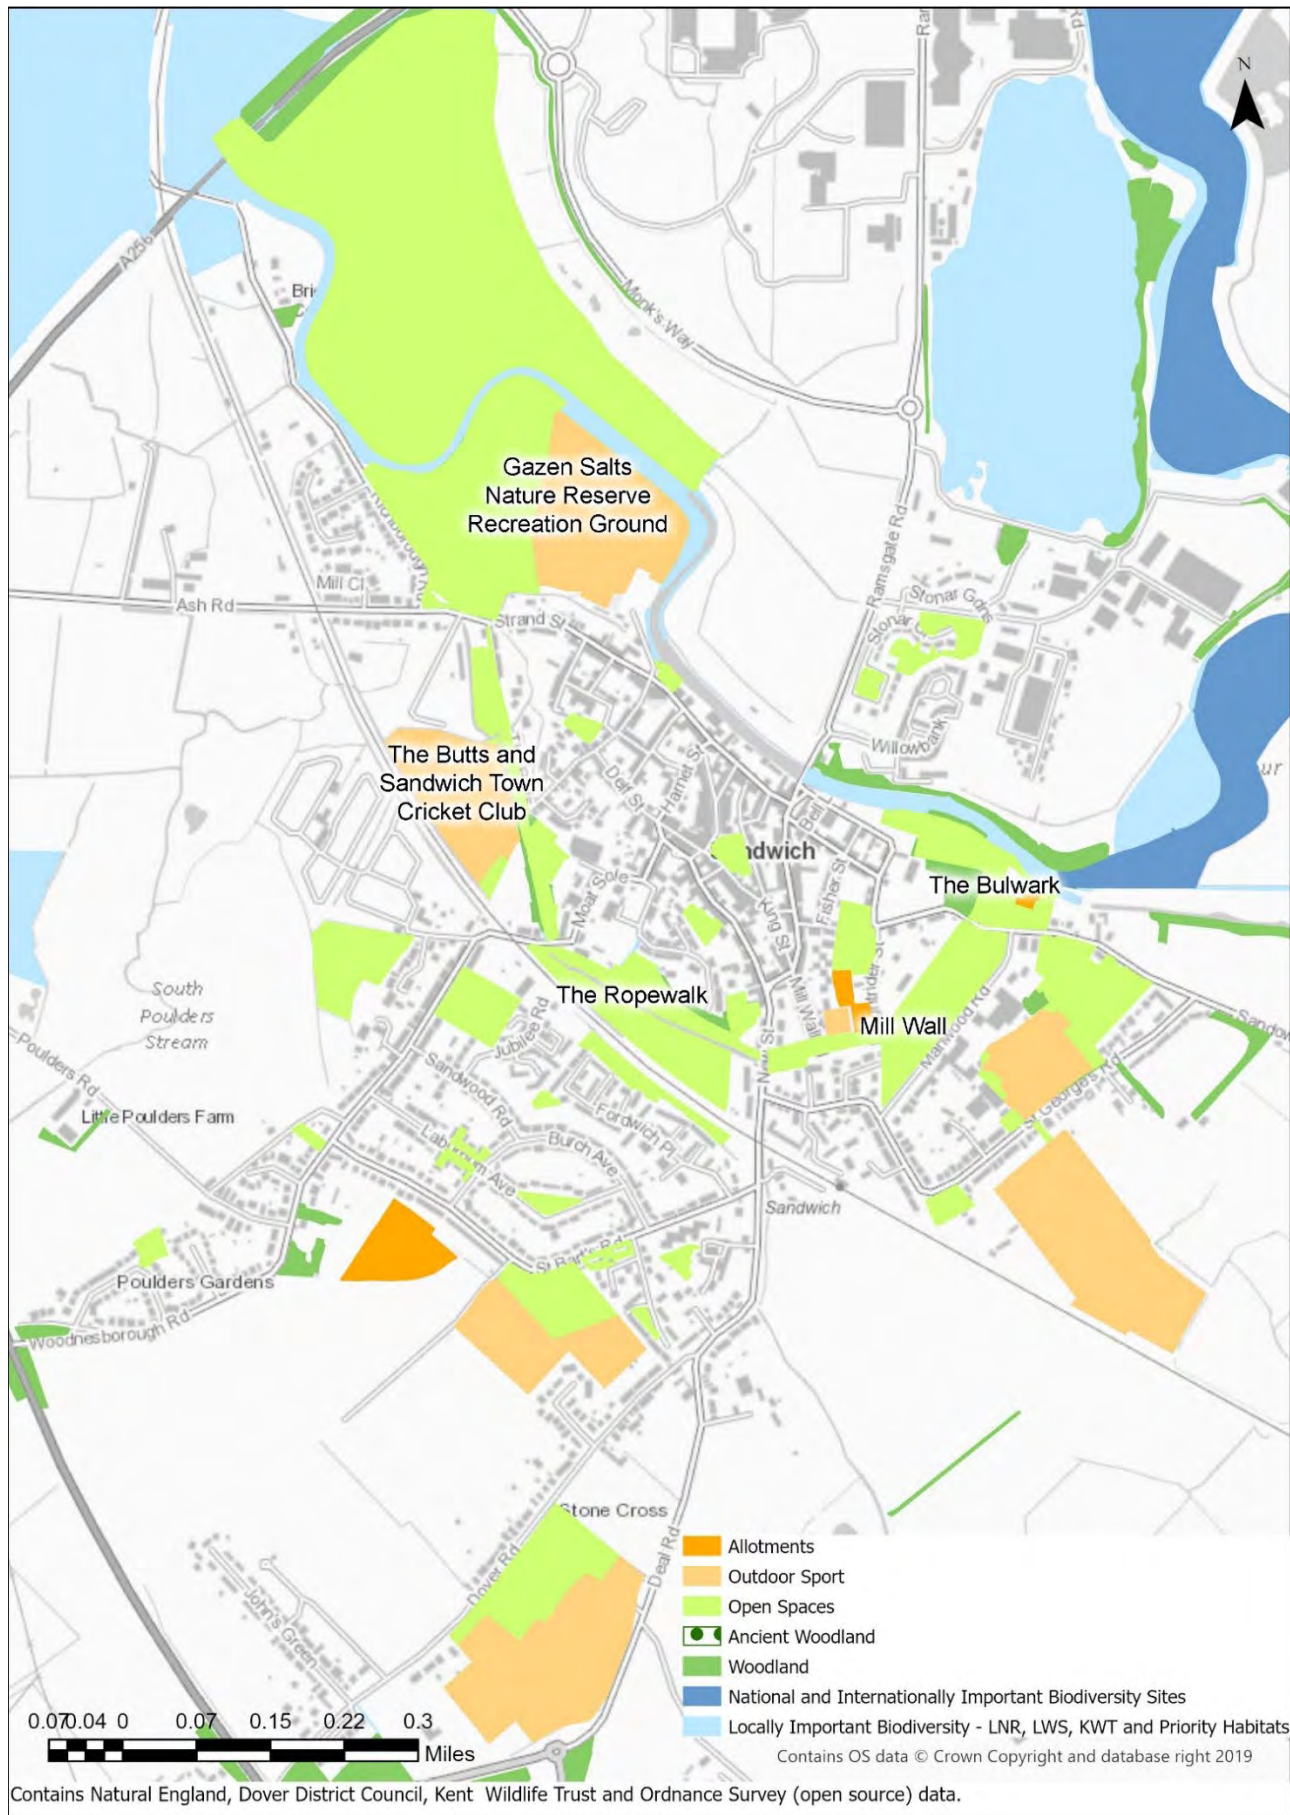 N
A256
Monk's Way
Gazen Salts
Nature Reserve
Recreation Ground
Ramsgate Rd
Mill Cl
Ash Rd
Strand St
Stonar Gdns
Willowbank
The Butts and
Sandwich Town
Cricket Club
Delf St
Harnet St
Moat Sole
Fisher St
King St
The Bulwark
South
Poulders
Stream
The Ropewalk
Mill Wall
Mill Wall
New St
Manwood Rd
Jubilee Rd
Sandwood Rd
Poulders Rd
Little Poulders Farm
Fordwich Pl
Burch Ave
St Georges Rd
Sandwich
Poulders Gardens
St Bart's Rd
Woodnesborough Rd
Stone Cross
Dover Rd
Deal Rd
John's Green
Allotments
Outdoor Sport
Open Spaces
Ancient Woodland
Woodland
National and Internationally Important Biodiversity Sites
Locally Important Biodiversity - LNR, LWS, KWT and Priority Habitats
0.07 0.04 0 0.07 0.15 0.22 0.3
Miles
Contains OS data © Crown Copyright and database right 2019
Contains Natural England, Dover District Council, Kent Wildlife Trust and Ordnance Survey (open source) data.